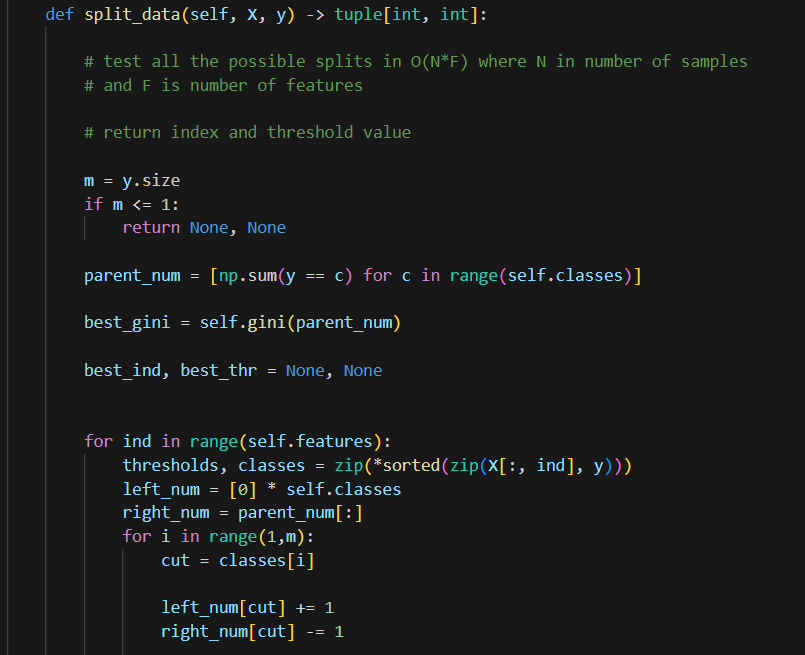 def split_data(self, X, y) -> tuple[int, int]:
# test all the possible splits in O(N*F) where N in number of samples
# and F is number of features
# return index and threshold value
m = y.size
if m <= 1:
return None, None
parent_num = [np.sum(y == c) for c in range(self.classes)]
best_gini = self.gini(parent_num)
best_ind, best_thr = None, None
for ind in range(self.features):
thresholds, classes = zip(*sorted(zip(X[:, ind], y)))
left_num = [0] * self.classes
right_num = parent_num[:]
for i in range(1,m):
cut = classes[i]
left_num[cut] += 1
right_num[cut] -= 1